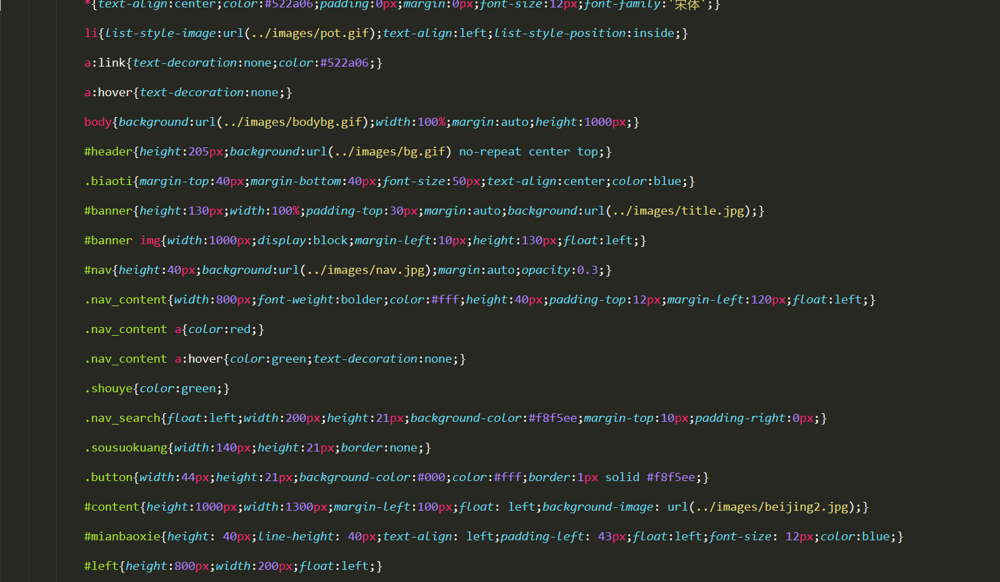 *{text-align:center;color:#522a06;padding:0px;margin:0px;font-size:12px;font-family:'宋体';}
li{list-style-image:url(../images/pot.gif);text-align:left;list-style-position:inside;}
a:link{text-decoration:none;color:#522a06;}
a:hover{text-decoration:none;}
body{background:url(../images/bodybg.gif);width:100%;margin:auto;height:1000px;}
#header{height:205px;background:url(../images/bg.gif) no-repeat center top;}
.biaoti{margin-top:40px;margin-bottom:40px;font-size:50px;text-align:center;color:blue;}
#banner{height:130px;width:100%;padding-top:30px;margin:auto;background:url(../images/title.jpg);}
#banner img{width:1000px;display:block;margin-left:10px;height:130px;float:left;}
#nav{height:40px;background:url(../images/nav.jpg);margin:auto;opacity:0.3;}
.nav_content{width:800px;font-weight:bolder;color:#fff;height:40px;padding-top:12px;margin-left:120px;float:left;}
.nav_content a{color:red;}
.nav_content a:hover{color:green;text-decoration:none;}
.shouye{color:green;}
.nav_search{float:left;width:200px;height:21px;background-color:#f8f5ee;margin-top:10px;padding-right:0px;}
.sousuokuang{width:140px;height:21px;border:none;}
.button{width:44px;height:21px;background-color:#000;color:#fff;border:1px solid #f8f5ee;}
#content{height:1000px;width:1300px;margin-left:100px;float: left;background-image: url(../images/beijing2.jpg);}
#mianbaoxie{height: 40px;line-height: 40px;text-align: left;padding-left: 43px;float:left;font-size: 12px;color:blue;}
#left{height:800px;width:200px;float:left;}